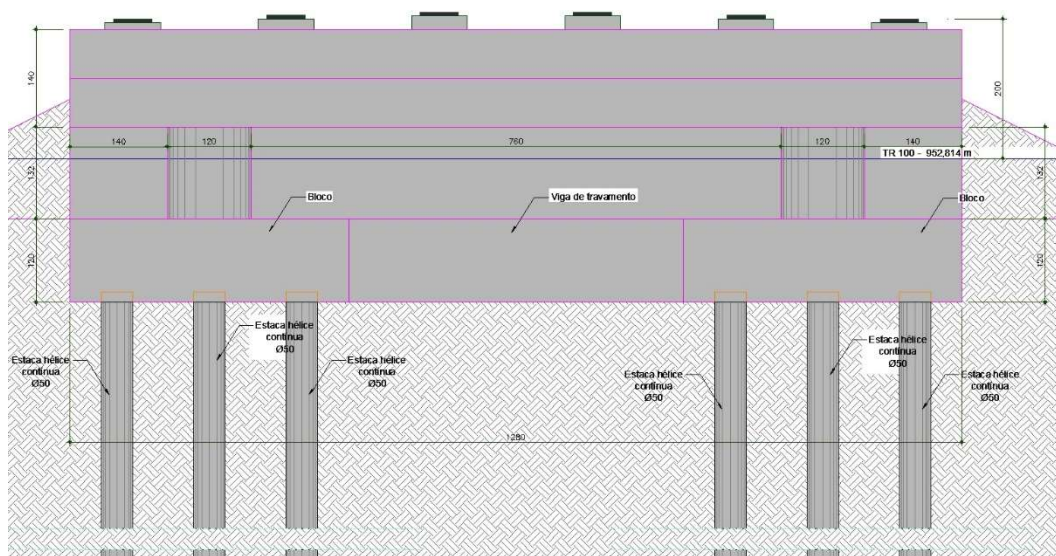 140
200
140
120
760
120
140
TR 100 - 952,814 m
132
132
Bloco
Viga de travamento
Bloco
120
120
Estaca hélice
contínua
Ø50
Estaca hélice
contínua
Ø50
Estaca hélice
contínua
Ø50
Estaca hélice
contínua
Ø50
Estaca hélice
contínua
Ø50
Estaca hélice
contínua
Ø50
1280